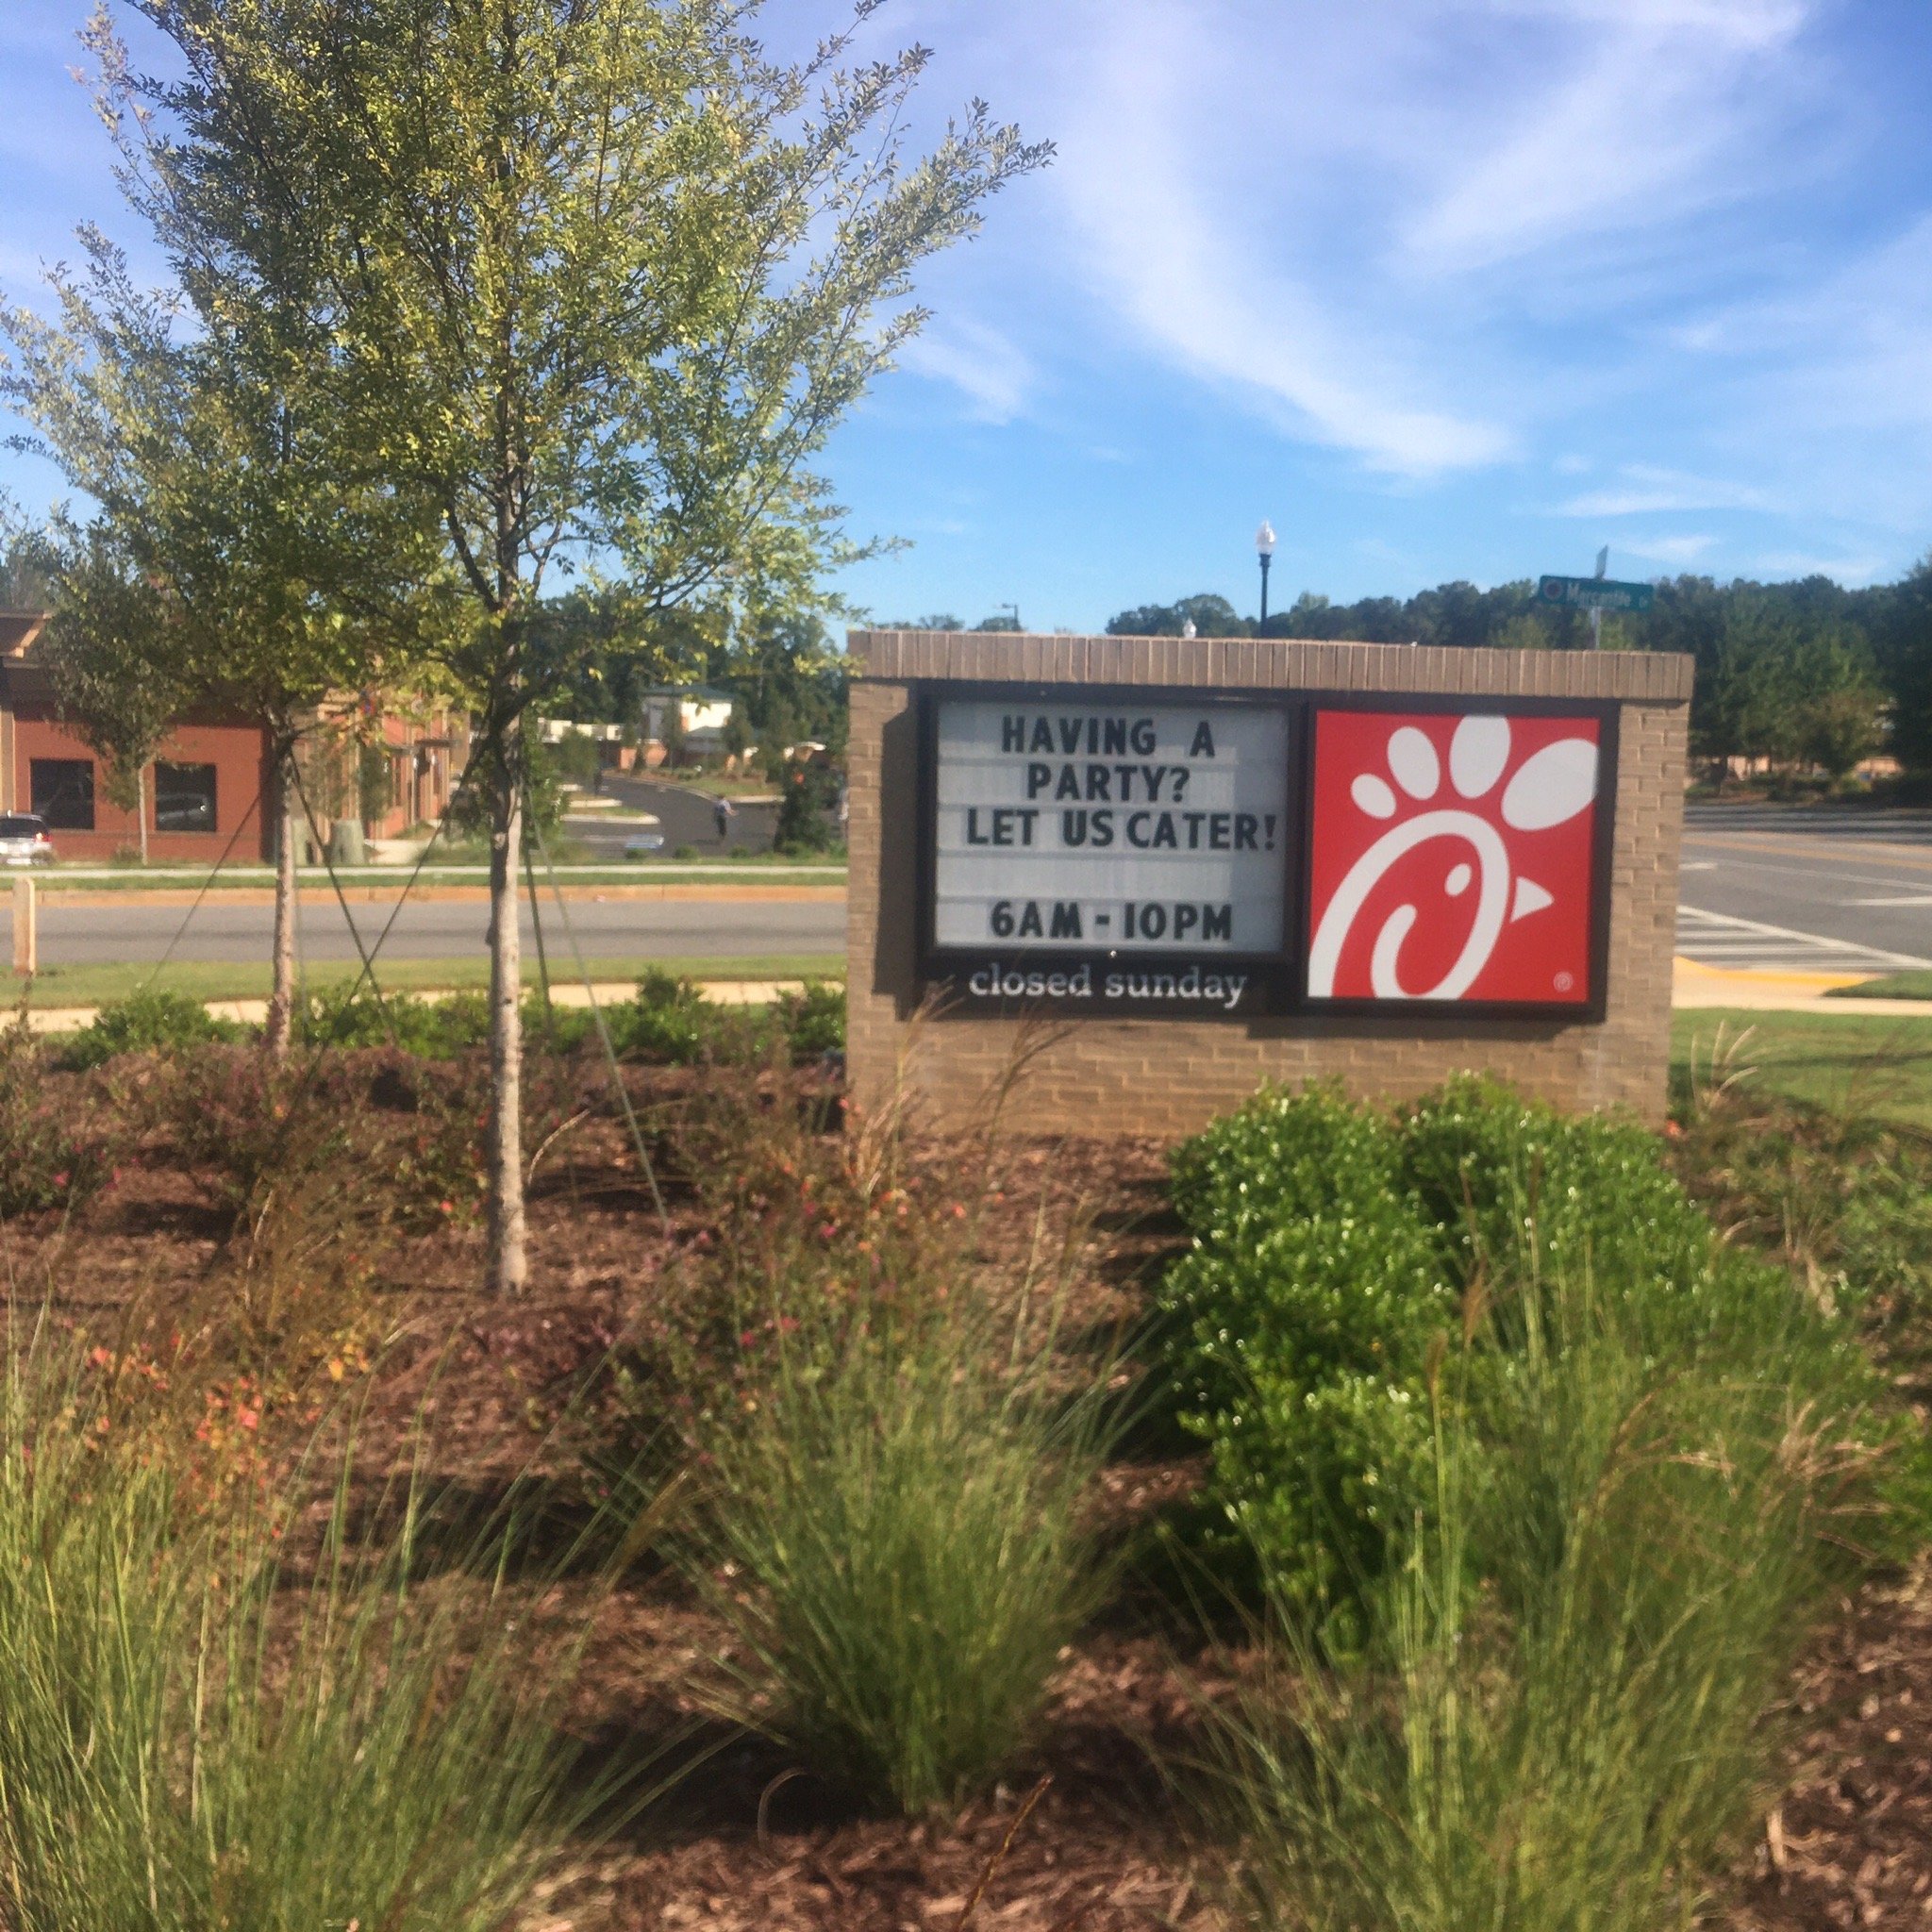 HAVING A
PARTY?
LET US CATER!
6AM - 10PM
closed sunday
®